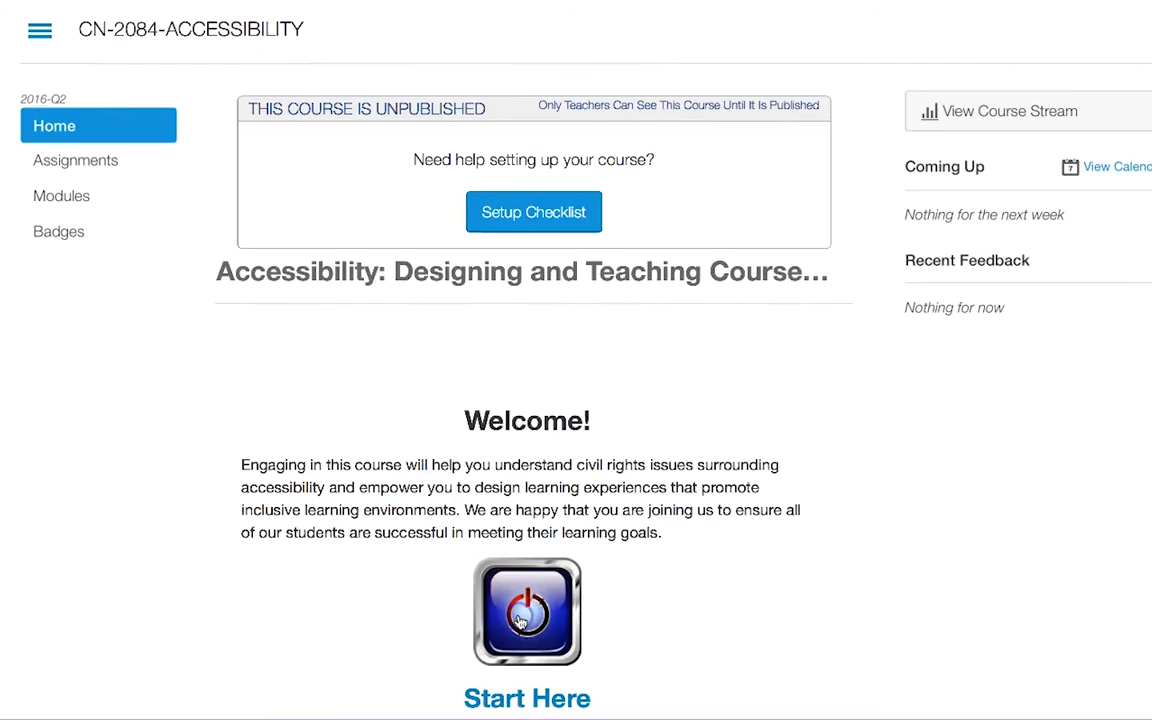 CN-2084-ACCESSIBILITY
2016-Q2
Home
Assignments
Modules
Badges
THIS COURSE IS UNPUBLISHED
Only Teachers Can See This Course Until It Is Published
Need help setting up your course?
Setup Checklist
Accessibility: Designing and Teaching Course...
Welcome!
Engaging in this course will help you understand civil rights issues surrounding
accessibility and empower you to design learning experiences that promote
inclusive learning environments. We are happy that you are joining us to ensure all
of our students are successful in meeting their learning goals.
Start Here
View Course Stream
Coming Up
7
View Calend
Nothing for the next week
Recent Feedback
Nothing for now